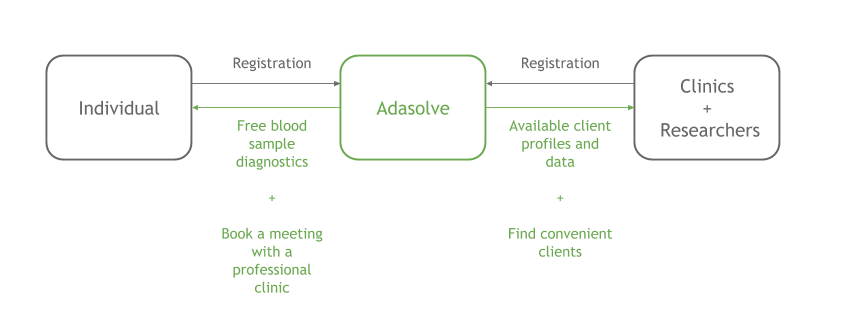 Individual
Registration
Free blood
sample
diagnostics
+
Book a meeting
with a
professional
clinic
Adasolve
Registration
Available client
profiles and
data
+
Find convenient
clients
Clinics
+
Researchers